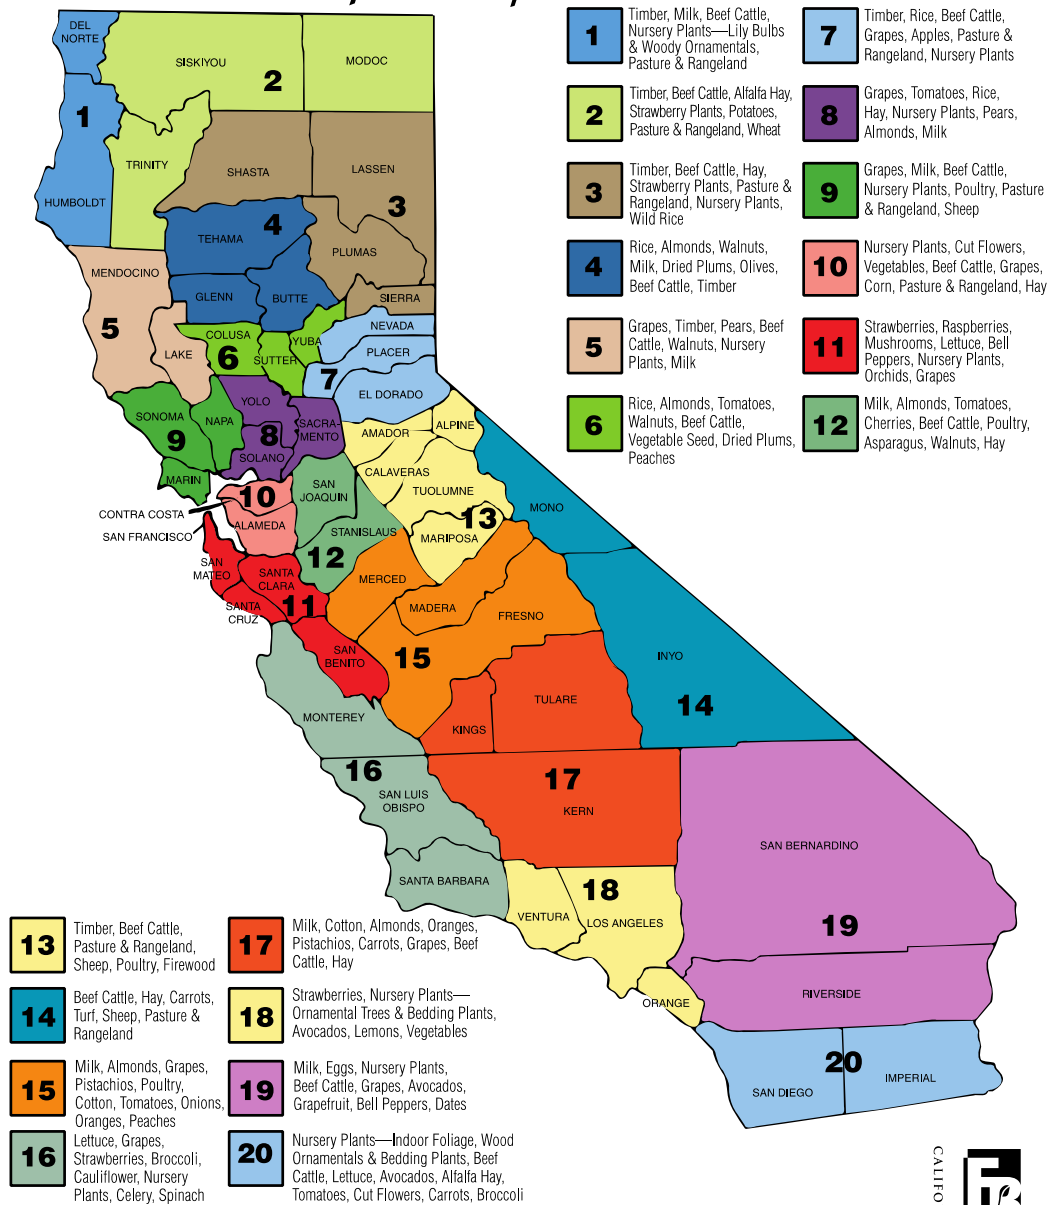 DEL
NORTE
SISKIYOU
MODOC
2
1
TRINITY
SHASTA
LASSEN
HUMBOLDT
3
4
TEHAMA
PLUMAS
MENDOCINO
GLENN
BUTTE
SIERRA
5
COLUSA
NEVADA
YUBA
LAKE
6
SUTTER
PLACER
7
EL DORADO
YOLO
SONOMA
NAPA
SACRA-
MENTO
ALPINE
AMADOR
9
8
SOLANO
MARIN
CALAVERAS
SAN
JOAQUIN
TUOLUMNE
10
MONO
CONTRA COSTA
ALAMEDA
STANISLAUS
13
SAN FRANCISCO
MARIPOSA
12
SAN
MATEO
SANTA
CLARA
MERCED
11
SANTA
CRUZ
MADERA
FRESNO
SAN
BENITO
15
INYO
14
TULARE
MONTEREY
KINGS
16
17
SAN LUIS
OBISPO
KERN
SAN BERNARDINO
SANTA BARBARA
18
VENTURA
LOS ANGELES
19
RIVERSIDE
ORANGE
20
IMPERIAL
SAN DIEGO
1
Timber, Milk, Beef Cattle,
Nursery Plants—Lily Bulbs
& Woody Ornamentals,
Pasture & Rangeland
2
Timber, Beef Cattle, Alfalfa Hay,
Strawberry Plants, Potatoes,
Pasture & Rangeland, Wheat
3
Timber, Beef Cattle, Hay,
Strawberry Plants, Pasture &
Rangeland, Nursery Plants,
Wild Rice
4
Rice, Almonds, Walnuts,
Milk, Dried Plums, Olives,
Beef Cattle, Timber
5
Grapes, Timber, Pears, Beef
Cattle, Walnuts, Nursery
Plants, Milk
6
Rice, Almonds, Tomatoes,
Walnuts, Beef Cattle,
Vegetable Seed, Dried Plums,
Peaches
7
Timber, Rice, Beef Cattle,
Grapes, Apples, Pasture &
Rangeland, Nursery Plants
8
Grapes, Tomatoes, Rice,
Hay, Nursery Plants, Pears,
Almonds, Milk
9
Grapes, Milk, Beef Cattle,
Nursery Plants, Poultry, Pasture
& Rangeland, Sheep
10
Nursery Plants, Cut Flowers,
Vegetables, Beef Cattle, Grapes,
Corn, Pasture & Rangeland, Hay
11
Strawberries, Raspberries,
Mushrooms, Lettuce, Bell
Peppers, Nursery Plants,
Orchids, Grapes
12
Milk, Almonds, Tomatoes,
Cherries, Beef Cattle, Poultry,
Asparagus, Walnuts, Hay
13
Timber, Beef Cattle,
Pasture & Rangeland,
Sheep, Poultry, Firewood
14
Beef Cattle, Hay, Carrots,
Turf, Sheep, Pasture &
Rangeland
15
Milk, Almonds, Grapes,
Pistachios, Poultry,
Cotton, Tomatoes, Onions,
Oranges, Peaches
16
Lettuce, Grapes,
Strawberries, Broccoli,
Cauliflower, Nursery
Plants, Celery, Spinach
17
Milk, Cotton, Almonds, Oranges,
Pistachios, Carrots, Grapes, Beef
Cattle, Hay
18
Strawberries, Nursery Plants—
Ornamental Trees & Bedding Plants,
Avocados, Lemons, Vegetables
19
Milk, Eggs, Nursery Plants,
Beef Cattle, Grapes, Avocados,
Grapefruit, Bell Peppers, Dates
20
Nursery Plants—Indoor Foliage, Wood
Ornamentals & Bedding Plants, Beef
Cattle, Lettuce, Avocados, Alfalfa Hay,
Tomatoes, Cut Flowers, Carrots, Broccoli
CALIFO